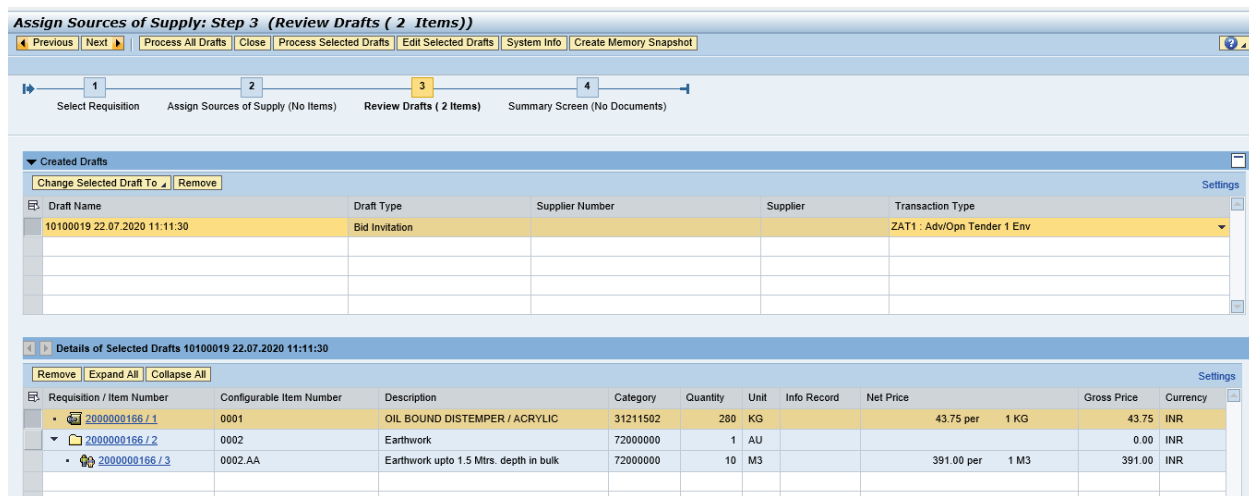 Assign Sources of Supply: Step 3 (Review Drafts ( 2 Items))
Previous Next Process All Drafts Close Process Selected Drafts Edit Selected Drafts System Info Create Memory Snapshot
1 2 3 4
Select Requisition Assign Sources of Supply (No Items) Review Drafts ( 2 Items) Summary Screen (No Documents)
Created Drafts
Change Selected Draft To Remove Settings
Draft Name Draft Type Supplier Number Supplier Transaction Type
10100019 22.07.2020 11:11:30 Bid Invitation ZAT1 : Adv/Opn Tender 1 Env
Details of Selected Drafts 10100019 22.07.2020 11:11:30
Remove Expand All Collapse All Settings
Requisition / Item Number Configurable Item Number Description Category Quantity Unit Info Record Net Price Gross Price Currency
2000000166 / 1 0001 OIL BOUND DISTEMPER / ACRYLIC 31211502 280 KG 43.75 per 1 KG 43.75 INR
2000000166 / 2 0002 Earthwork 72000000 1 AU 0.00 INR
2000000166 / 3 0002.AA Earthwork upto 1.5 Mtrs. depth in bulk 72000000 10 M3 391.00 per 1 M3 391.00 INR